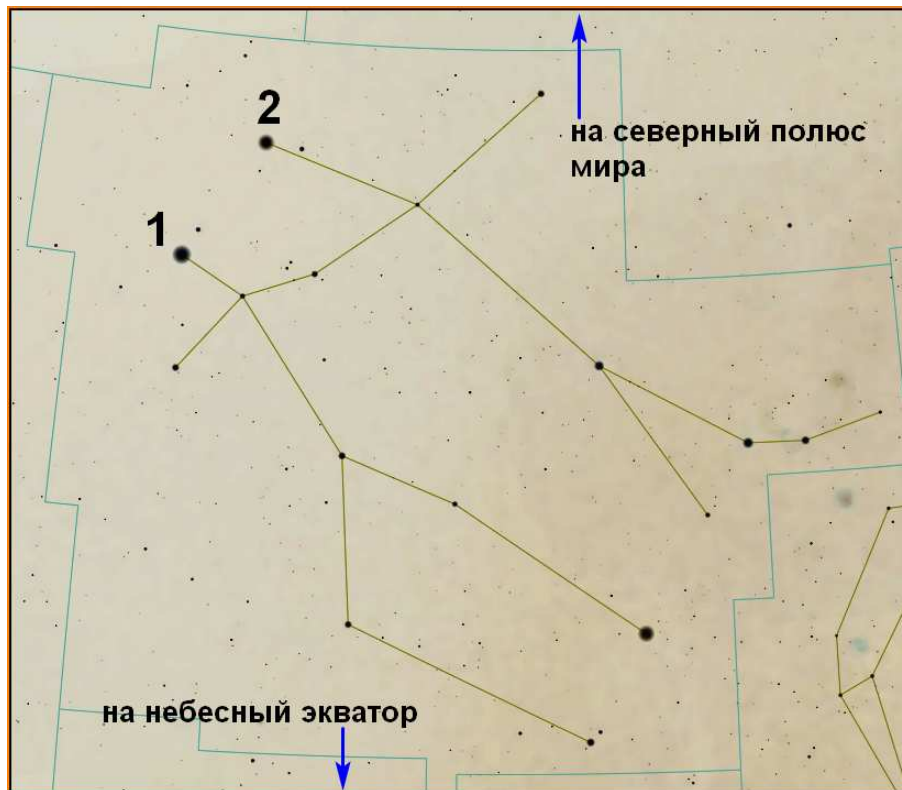 2
на северный полюс
мира
1
на небесный экватор